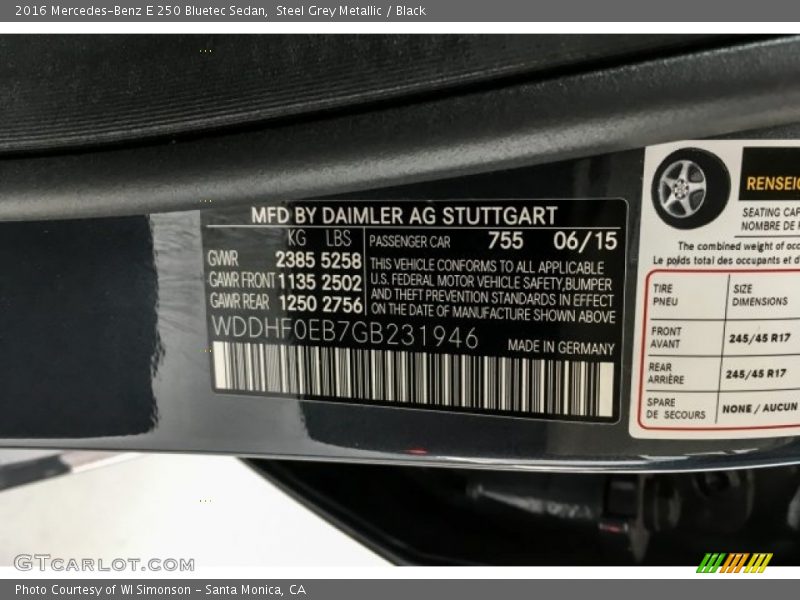 2016 Mercedes-Benz E 250 Bluetec Sedan, Steel Grey Metallic / Black
MFD BY DAIMLER AG STUTTGART
KG LBS
GWR 2385 5258
GAWR FRONT 1135 2502
GAWR REAR 1250 2756
PASSENGER CAR 755 06/15
THIS VEHICLE CONFORMS TO ALL APPLICABLE
U.S. FEDERAL MOTOR VEHICLE SAFETY, BUMPER
AND THEFT PREVENTION STANDARDS IN EFFECT
ON THE DATE OF MANUFACTURE SHOWN ABOVE
WDDHF0EB7GB231946
MADE IN GERMANY
SEATING
NOMBRE DE
The combined weight of
Le poids total des occupants et
TIRE
PNEU
SIZE
DIMENSIONS
FRONT
AVANT
245/45 R17
REAR
ARRIÈRE
245/45 R17
SPARE
DE SECOURS
NONE / AUCUN
GTCARLOT.COM
Photo Courtesy of WI Simonson - Santa Monica, CA